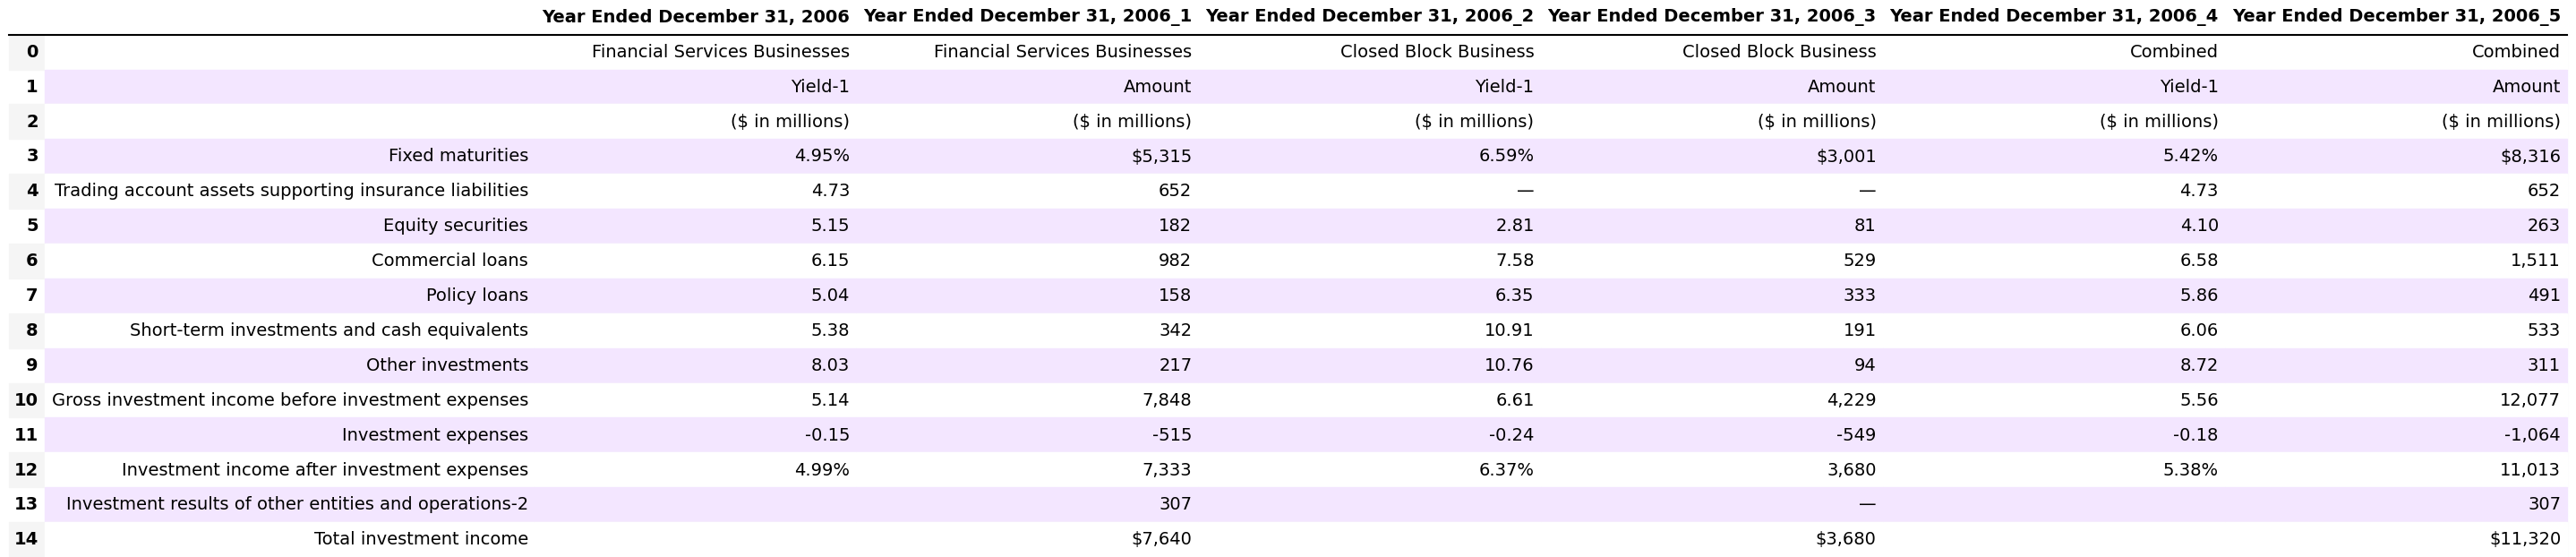 Year Ended December 31, 2006 Year Ended December 31, 2006_1 Year Ended December 31, 2006_2 Year Ended December 31, 2006_3 Year Ended December 31, 2006_4 Year Ended December 31, 2006_5
0 Financial Services Businesses Financial Services Businesses Closed Block Business Closed Block Business Combined Combined
1 Yield-1 Amount Yield-1 Amount Yield-1 Amount
2 ($ in millions) ($ in millions) ($ in millions) ($ in millions) ($ in millions) ($ in millions)
3 Fixed maturities 4.95% $5,315 6.59% $3,001 5.42% $8,316
4 Trading account assets supporting insurance liabilities 4.73 652 — — 4.73 652
5 Equity securities 5.15 182 2.81 81 4.10 263
6 Commercial loans 6.15 982 7.58 529 6.58 1,511
7 Policy loans 5.04 158 6.35 333 5.86 491
8 Short-term investments and cash equivalents 5.38 342 10.91 191 6.06 533
9 Other investments 8.03 217 10.76 94 8.72 311
10 Gross investment income before investment expenses 5.14 7,848 6.61 4,229 5.56 12,077
11 Investment expenses -0.15 -515 -0.24 -549 -0.18 -1,064
12 Investment income after investment expenses 4.99% 7,333 6.37% 3,680 5.38% 11,013
13 Investment results of other entities and operations-2 307 — 307
14 Total investment income $7,640 $3,680 $11,320